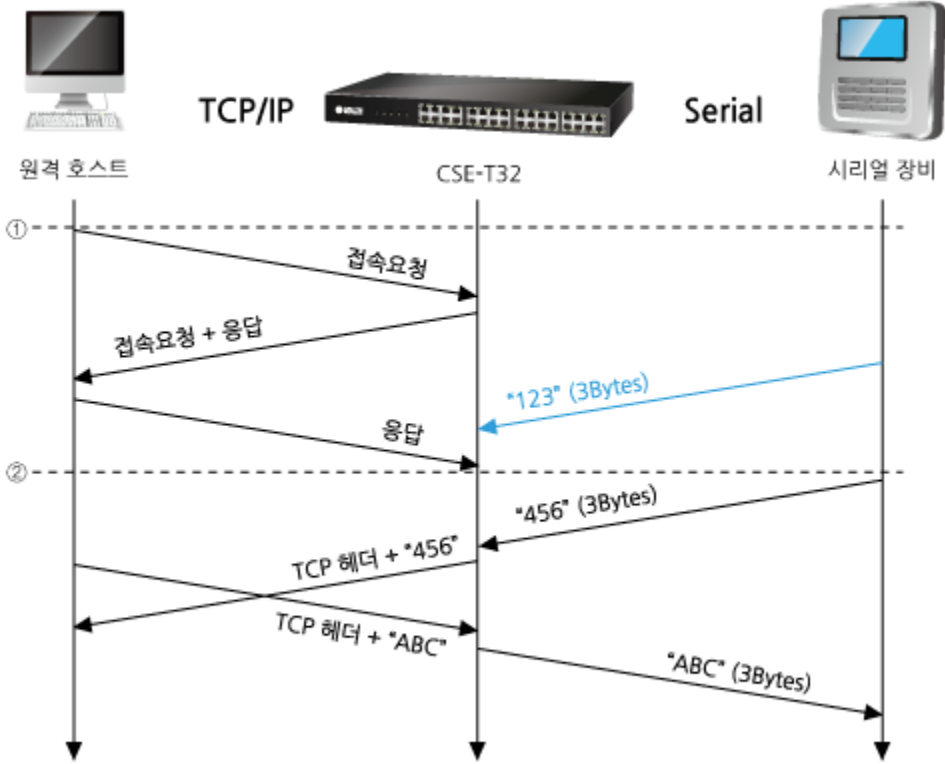 TCP/IP
Serial
원격 호스트
CSE-T32
시리얼 장비
①
접속요청
접속요청 + 응답
"123" (3Bytes)
응답
②
"456" (3Bytes)
TCP 헤더 + "456"
TCP 헤더 + "ABC"
"ABC" (3Bytes)